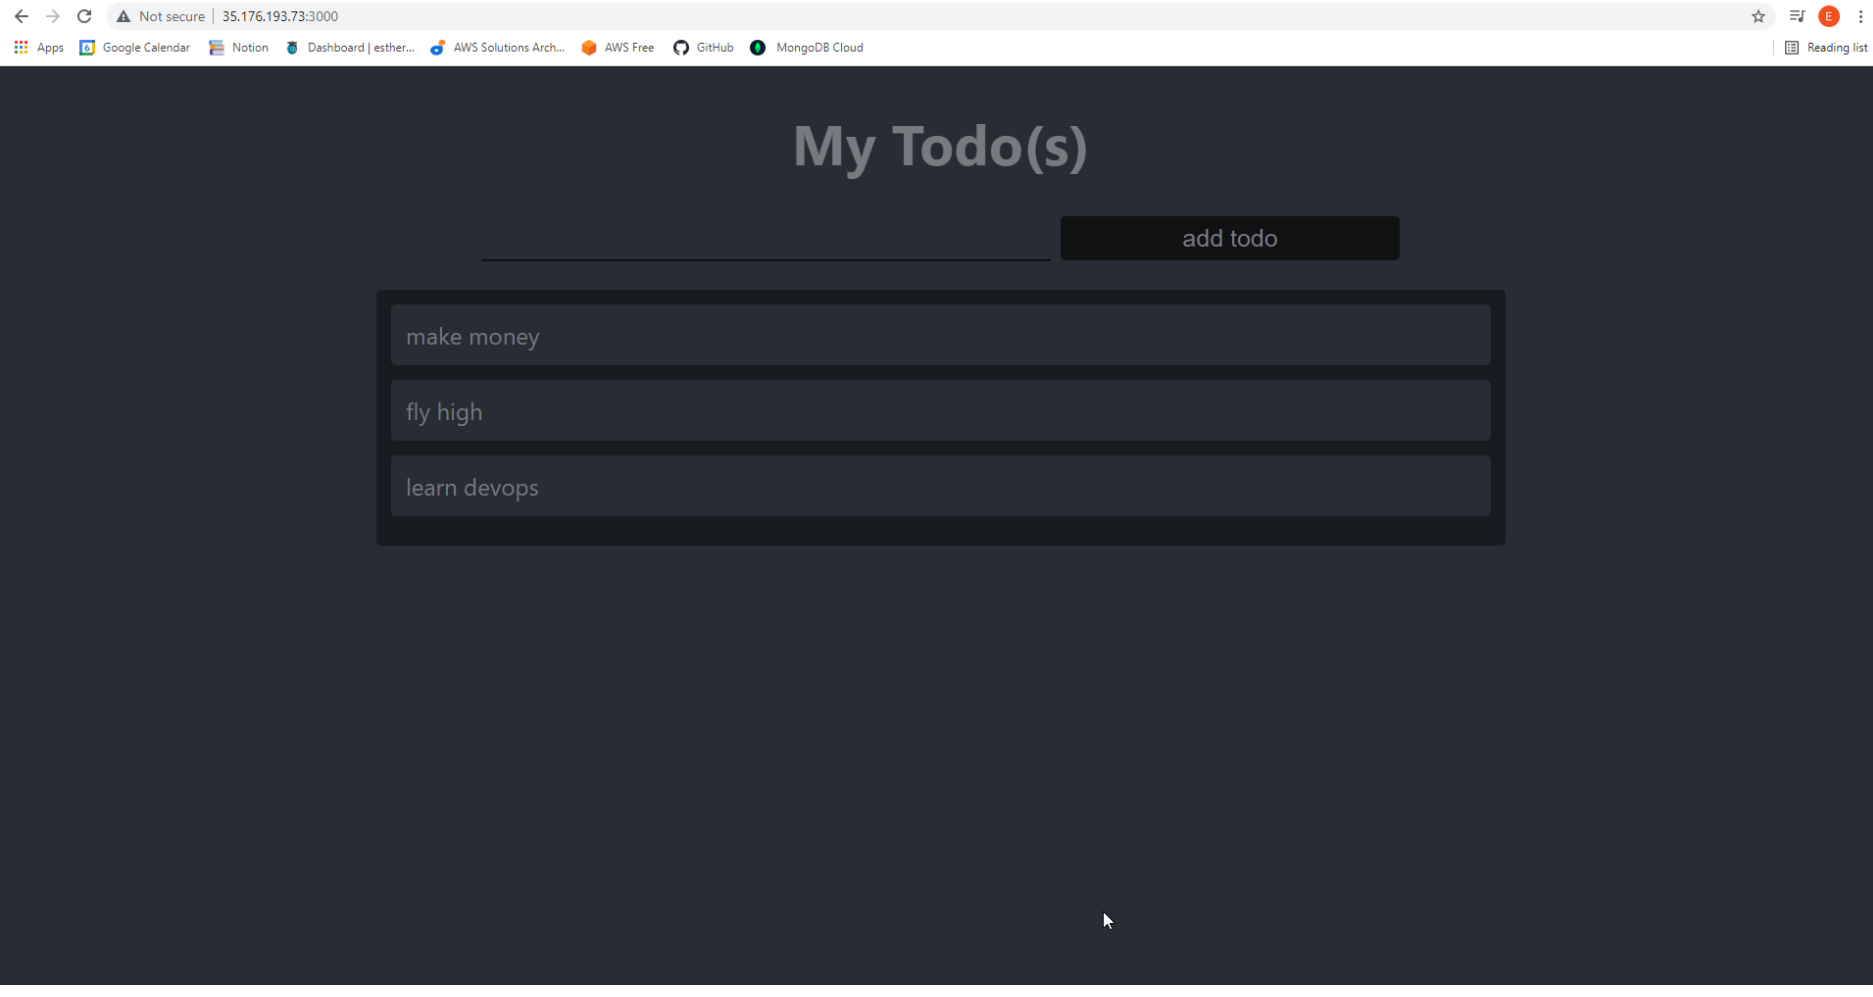 Not secure 35.176.193.73:3000 E
Apps 6 Google Calendar Notion Dashboard | esther... AWS Solutions Arch... AWS Free GitHub MongoDB Cloud Reading list
My Todo(s)
add todo
make money
fly high
learn devops